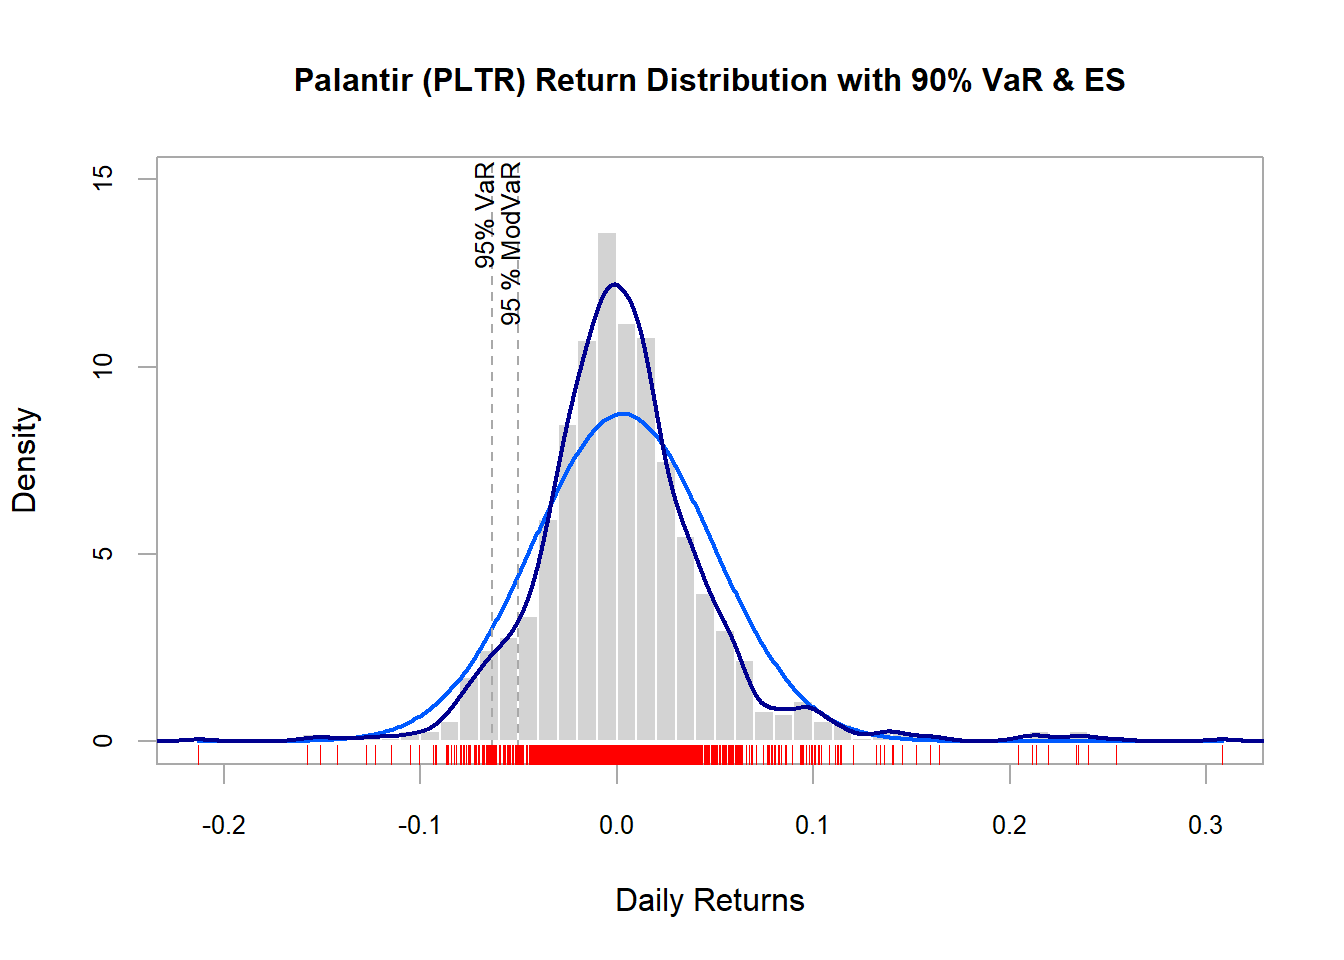 Palantir (PLTR) Return Distribution with 90% VaR & ES
15
10
5
0
Density
95% VaR
95 % ModVaR
-0.2
-0.1
0.0
0.1
0.2
0.3
Daily Returns